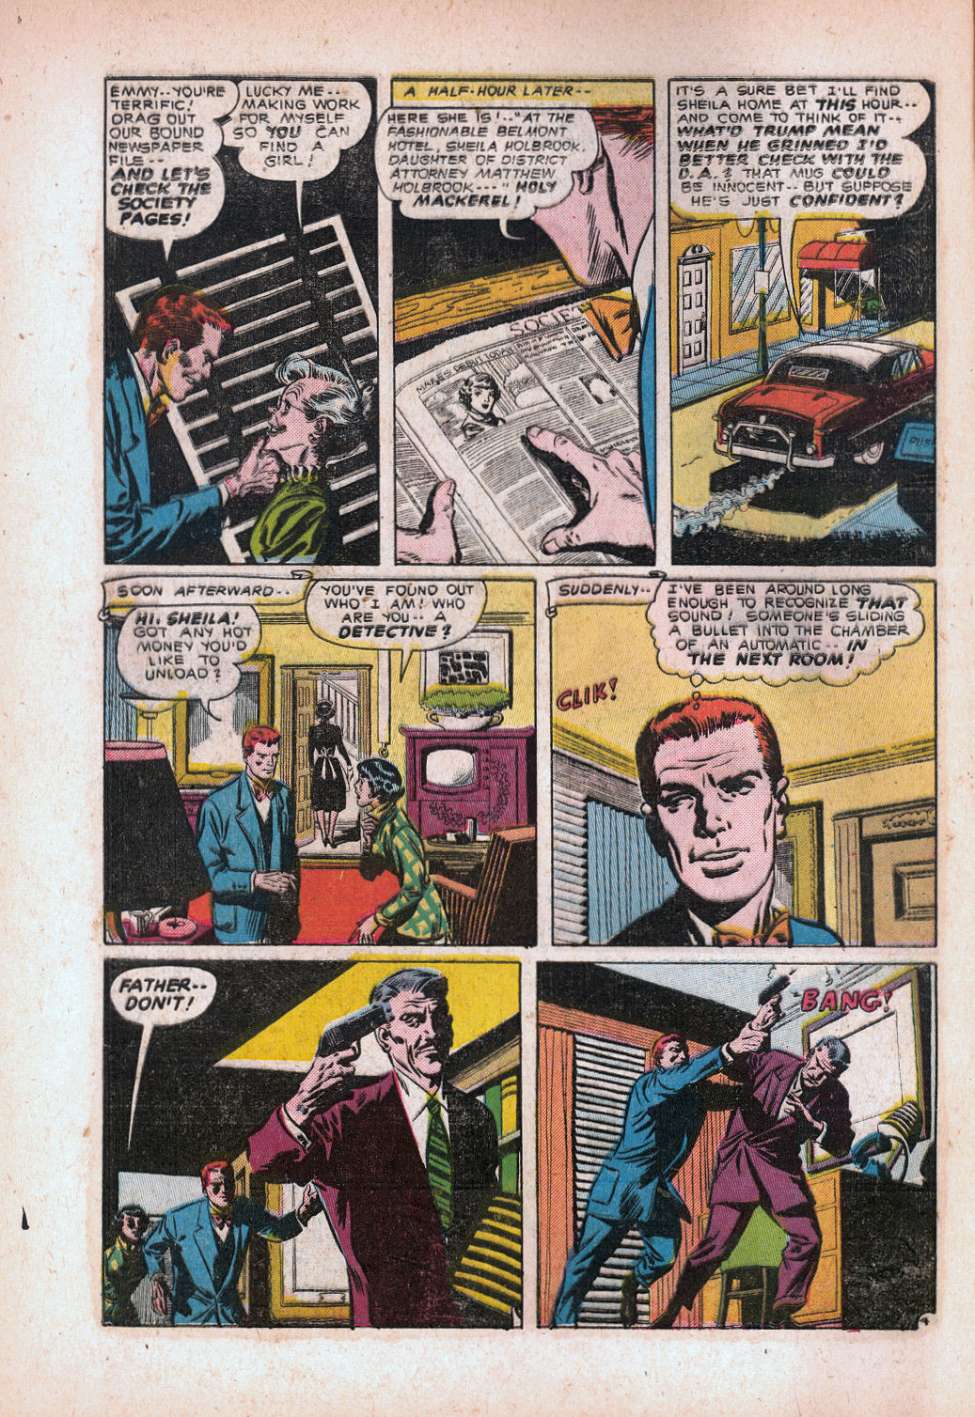 EMMY--YOU'RE
TERRIFIC!
DRAG OUT
OUR BOUND
NEWSPAPER
FILE--
AND LET'S
CHECK THE
SOCIETY
PAGES!
LUCKY ME--
MAKING WORK
FOR MYSELF
SO YOU CAN
FIND A
GIRL!
A HALF-HOUR LATER--
HERE SHE IS!--"AT THE
FASHIONABLE BELMONT
HOTEL, SHEILA HOLBROOK,
DAUGHTER OF DISTRICT
ATTORNEY MATTHEW
HOLBROOK---" HOLY
MACKEREL!
SOCIET
MAKES DEBUT TODAY
IT'S A SURE BET I'LL FIND
SHEILA HOME AT THIS HOUR--
AND COME TO THINK OF IT--
WHAT'D TRUMP MEAN
WHEN HE GRINNED I'D
BETTER CHECK WITH THE
D.A.? THAT MUG COULD
BE INNOCENT-- BUT SUPPOSE
HE'S JUST CONFIDENT?
SOON AFTERWARD--
HI, SHEILA!
GOT ANY HOT
MONEY YOU'D
LIKE TO
UNLOAD?
YOU'VE FOUND OUT
WHO I AM! WHO
ARE YOU-- A
DETECTIVE?
SUDDENLY--
I'VE BEEN AROUND LONG
ENOUGH TO RECOGNIZE THAT
SOUND! SOMEONE'S SLIDING
A BULLET INTO THE CHAMBER
OF AN AUTOMATIC-- IN
THE NEXT ROOM!
CLIK!
FATHER--
DON'T!
BANG!
4